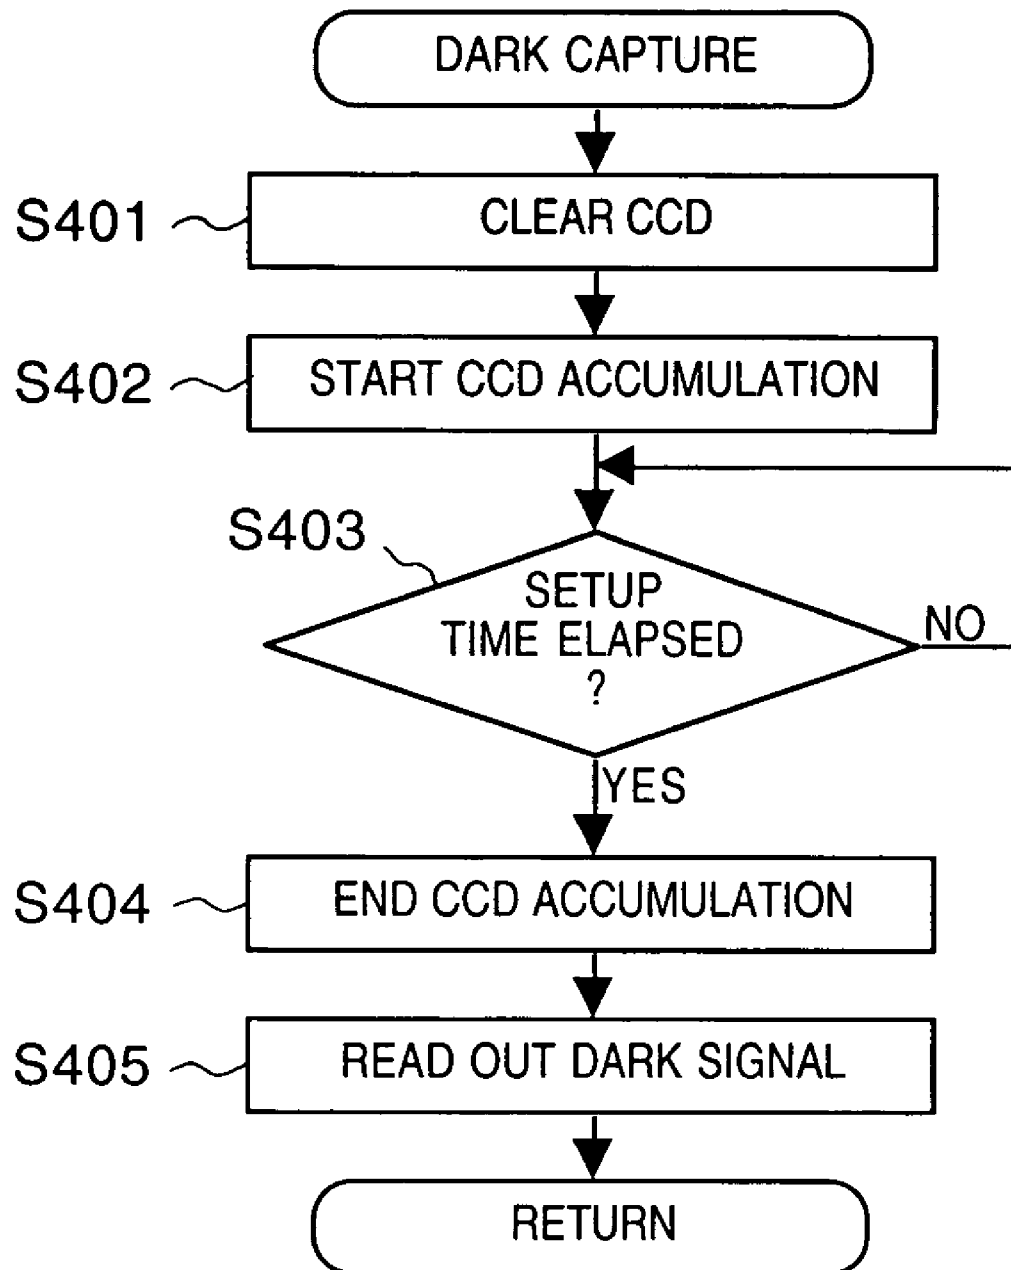 DARK CAPTURE
S401
CLEAR CCD
S402
START CCD ACCUMULATION
S403
SETUP
TIME ELAPSED
?
NO
YES
S404
END CCD ACCUMULATION
S405
READ OUT DARK SIGNAL
RETURN